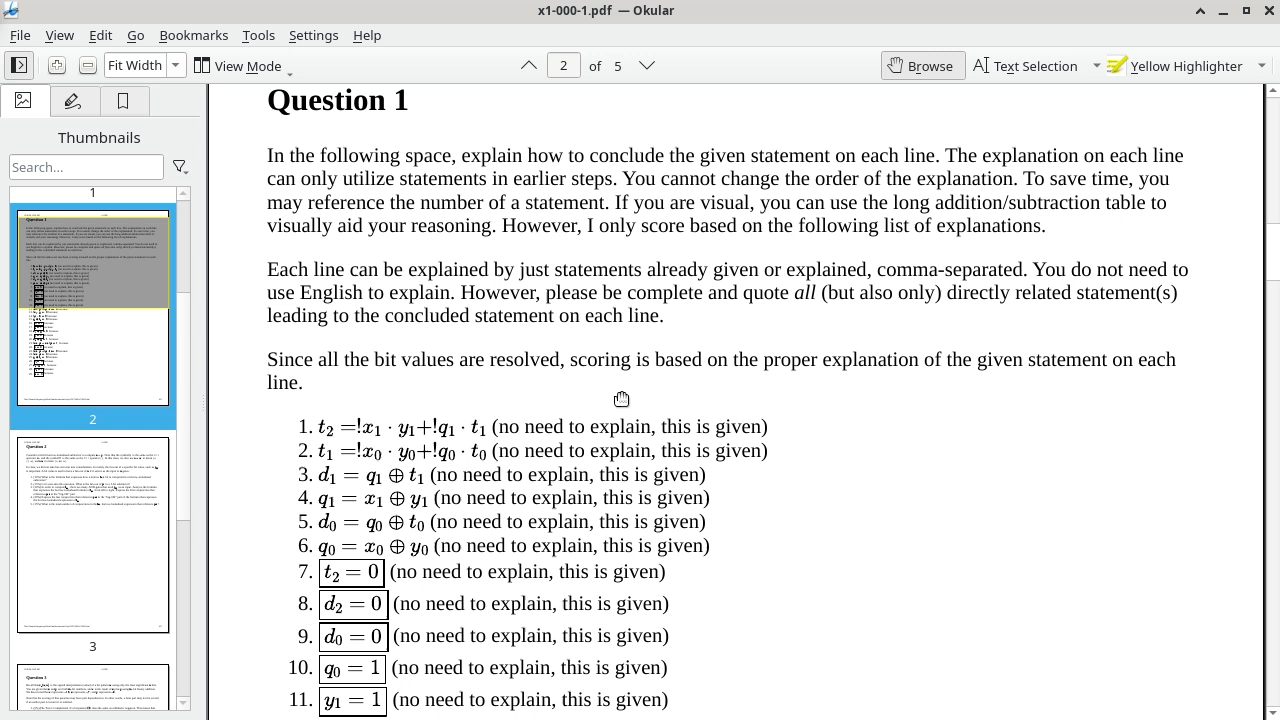 x1-000-1.pdf — Okular
File View Edit Go Bookmarks Tools Settings Help
Fit Width View Mode 2 of 5 Browse Text Selection Yellow Highlighter
Thumbnails
Search...
1
2
3
Question 1
In the following space, explain how to conclude the given statement on each line. The explanation on each line
can only utilize statements in earlier steps. You cannot change the order of the explanation. To save time, you
may reference the number of a statement. If you are visual, you can use the long addition/subtraction table to
visually aid your reasoning. However, I only score based on the following list of explanations.
Each line can be explained by just statements already given or explained, comma-separated. You do not need to
use English to explain. However, please be complete and quote all (but also only) directly related statement(s)
leading to the concluded statement on each line.
Since all the bit values are resolved, scoring is based on the proper explanation of the given statement on each
line.
1. t₂ =!x₁ · y₁+!q₁ · t₁ (no need to explain, this is given)
2. t₁ =!x₀ · y₀+!q₀ · t₀ (no need to explain, this is given)
3. d₁ = q₁ ⊕ t₁ (no need to explain, this is given)
4. q₁ = x₁ ⊕ y₁ (no need to explain, this is given)
5. d₀ = q₀ ⊕ t₀ (no need to explain, this is given)
6. q₀ = x₀ ⊕ y₀ (no need to explain, this is given)
7. t₂ = 0 (no need to explain, this is given)
8. d₂ = 0 (no need to explain, this is given)
9. d₀ = 0 (no need to explain, this is given)
10. q₀ = 1 (no need to explain, this is given)
11. y₁ = 1 (no need to explain, this is given)